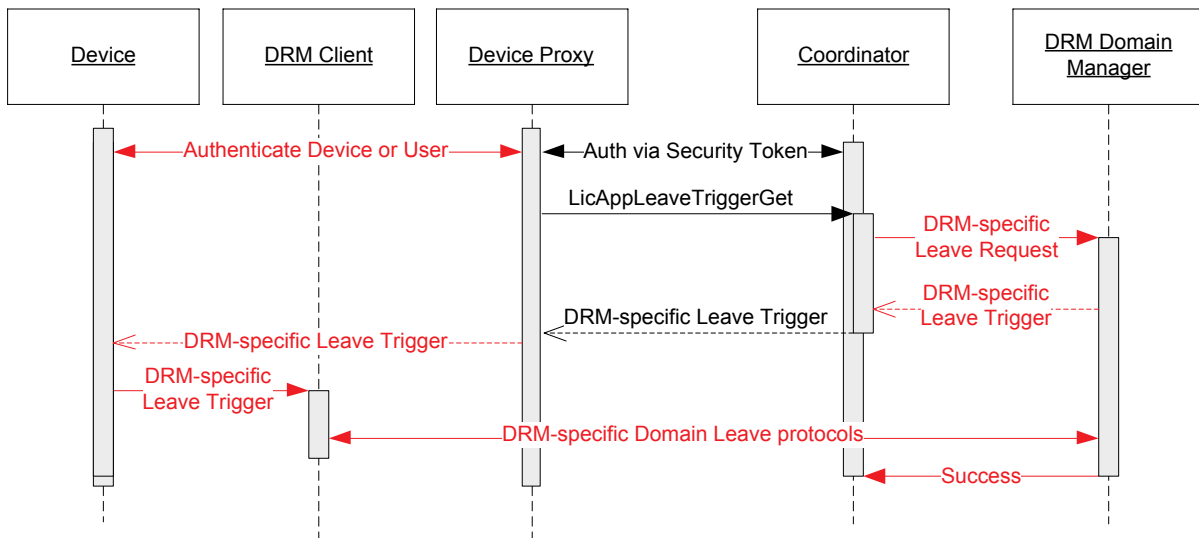 Device
DRM Client
Device Proxy
Coordinator
DRM Domain
Manager
Authenticate Device or User
Auth via Security Token
LicAppLeaveTriggerGet
DRM-specific
Leave Request
DRM-specific
Leave Trigger
DRM-specific Leave Trigger
DRM-specific Leave Trigger
DRM-specific
Leave Trigger
DRM-specific Domain Leave protocols
Success